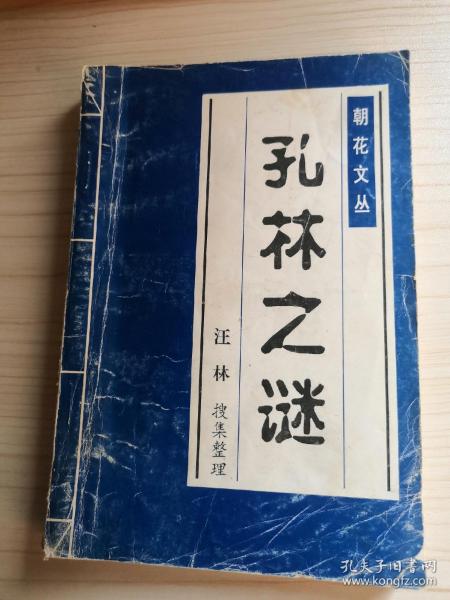 朝花文丛
孔林之谜
汪林 搜集整理
孔夫子旧书网
www.kongfz.com